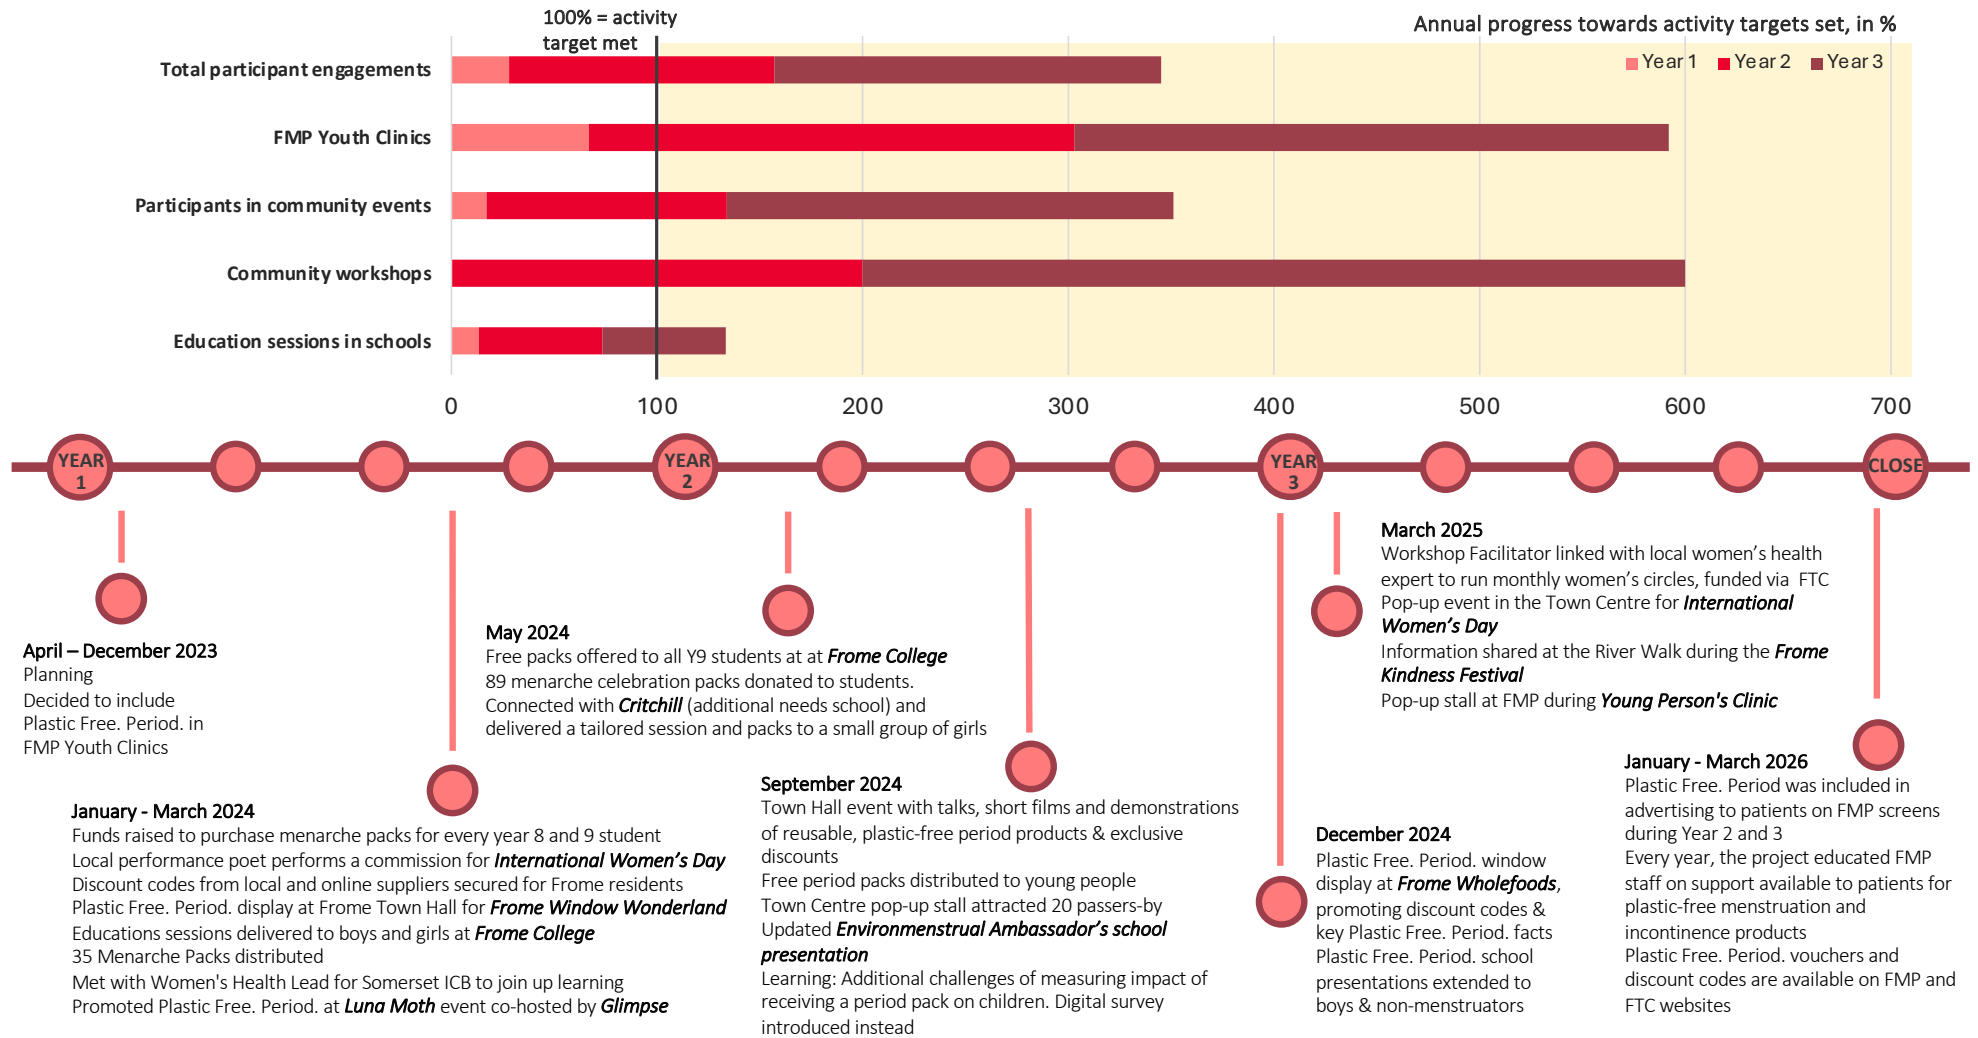 100% = activity
target met
Annual progress towards activity targets set, in %
Year 1
Year 2
Year 3
Total participant engagements
FMP Youth Clinics
Participants in community events
Community workshops
Education sessions in schools
0
100
200
300
400
500
600
700
YEAR
1
YEAR
2
YEAR
3
CLOSE
April – December 2023
Planning
Decided to include
Plastic Free. Period. in
FMP Youth Clinics
January - March 2024
Funds raised to purchase menarche packs for every year 8 and 9 student
Local performance poet performs a commission for International Women’s Day
Discount codes from local and online suppliers secured for Frome residents
Plastic Free. Period. display at Frome Town Hall for Frome Window Wonderland
Educations sessions delivered to boys and girls at Frome College
35 Menarche Packs distributed
Met with Women's Health Lead for Somerset ICB to join up learning
Promoted Plastic Free. Period. at Luna Moth event co-hosted by Glimpse
May 2024
Free packs offered to all Y9 students at at Frome College
89 menarche celebration packs donated to students.
Connected with Critchill (additional needs school) and
delivered a tailored session and packs to a small group of girls
September 2024
Town Hall event with talks, short films and demonstrations
of reusable, plastic-free period products & exclusive
discounts
Free period packs distributed to young people
Town Centre pop-up stall attracted 20 passers-by
Updated Environmenstrual Ambassador’s school
presentation
Learning: Additional challenges of measuring impact of
receiving a period pack on children. Digital survey
introduced instead
December 2024
Plastic Free. Period. window
display at Frome Wholefoods,
promoting discount codes &
key Plastic Free. Period. facts
Plastic Free. Period. school
presentations extended to
boys & non-menstruators
March 2025
Workshop Facilitator linked with local women’s health
expert to run monthly women’s circles, funded via FTC
Pop-up event in the Town Centre for International
Women’s Day
Information shared at the River Walk during the Frome
Kindness Festival
Pop-up stall at FMP during Young Person's Clinic
January - March 2026
Plastic Free. Period was included in
advertising to patients on FMP screens
during Year 2 and 3
Every year, the project educated FMP
staff on support available to patients for
plastic-free menstruation and
incontinence products
Plastic Free. Period. vouchers and
discount codes are available on FMP and
FTC websites